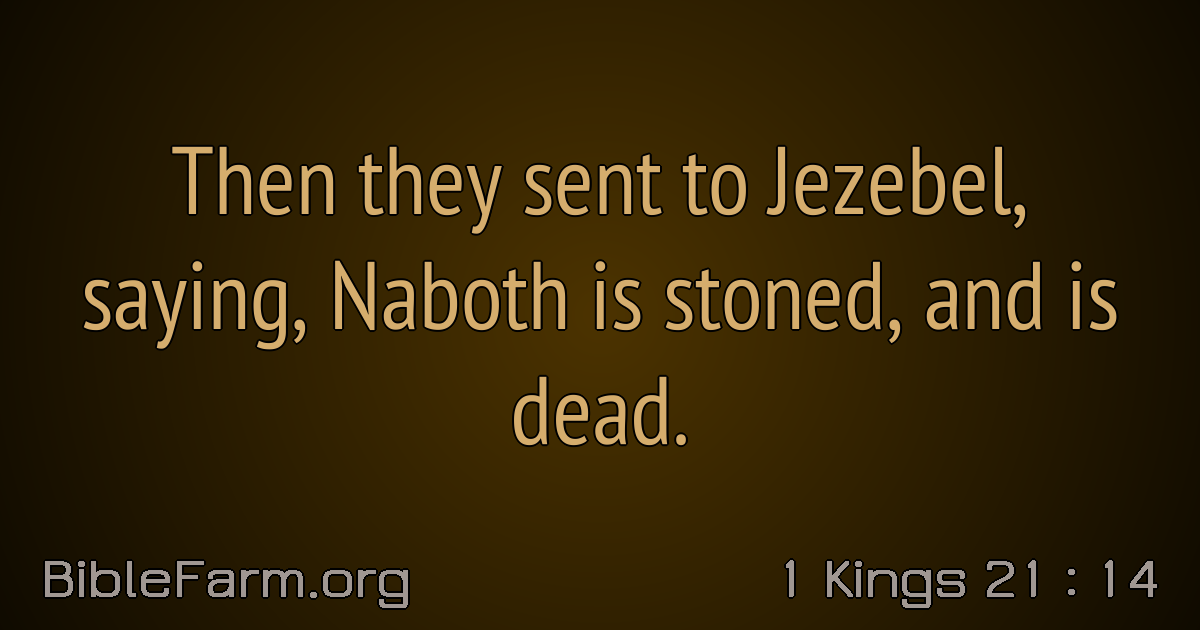 Then they sent to Jezebel,
saying, Naboth is stoned, and is
dead.
BibleFarm.org
1 Kings 21 : 14